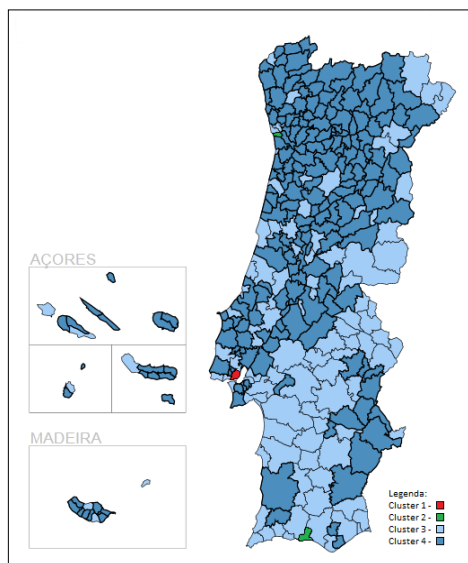 AÇORES
MADEIRA
Legenda:
Cluster 1 -
Cluster 2 -
Cluster 3 -
Cluster 4 -